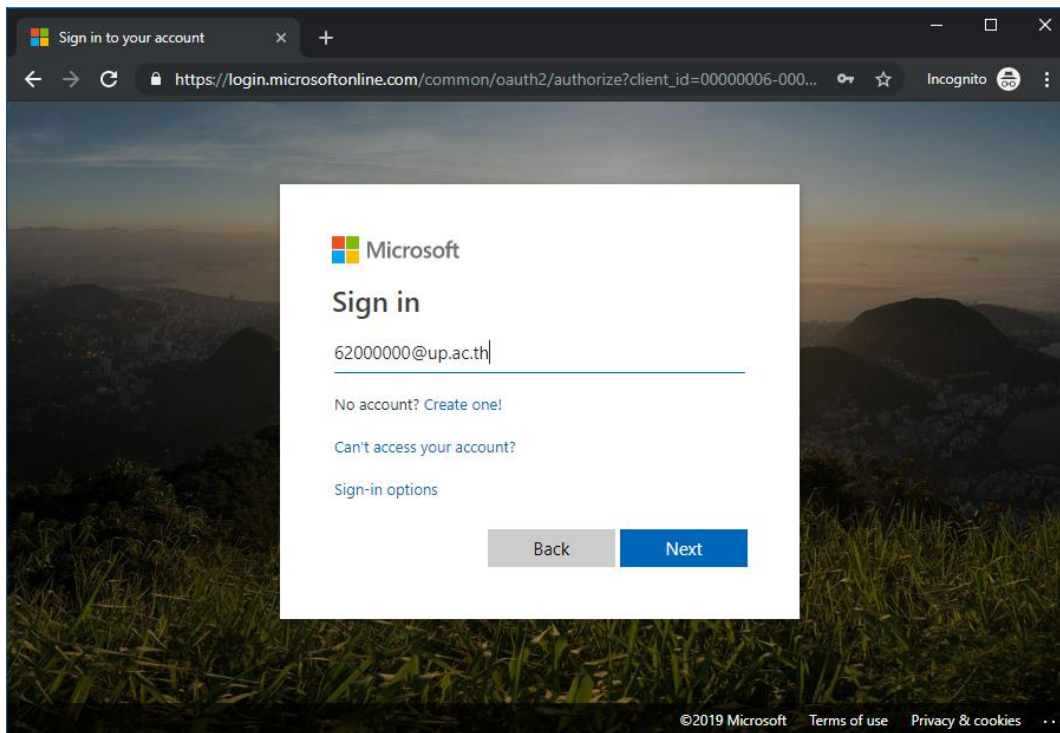 Sign in to your account
https://login.microsoftonline.com/common/oauth2/authorize?client_id=00000006-000...
Incognito
Microsoft
Sign in
62000000@up.ac.th
No account? Create one!
Can't access your account?
Sign-in options
Back Next
©2019 Microsoft Terms of use Privacy & cookies ..